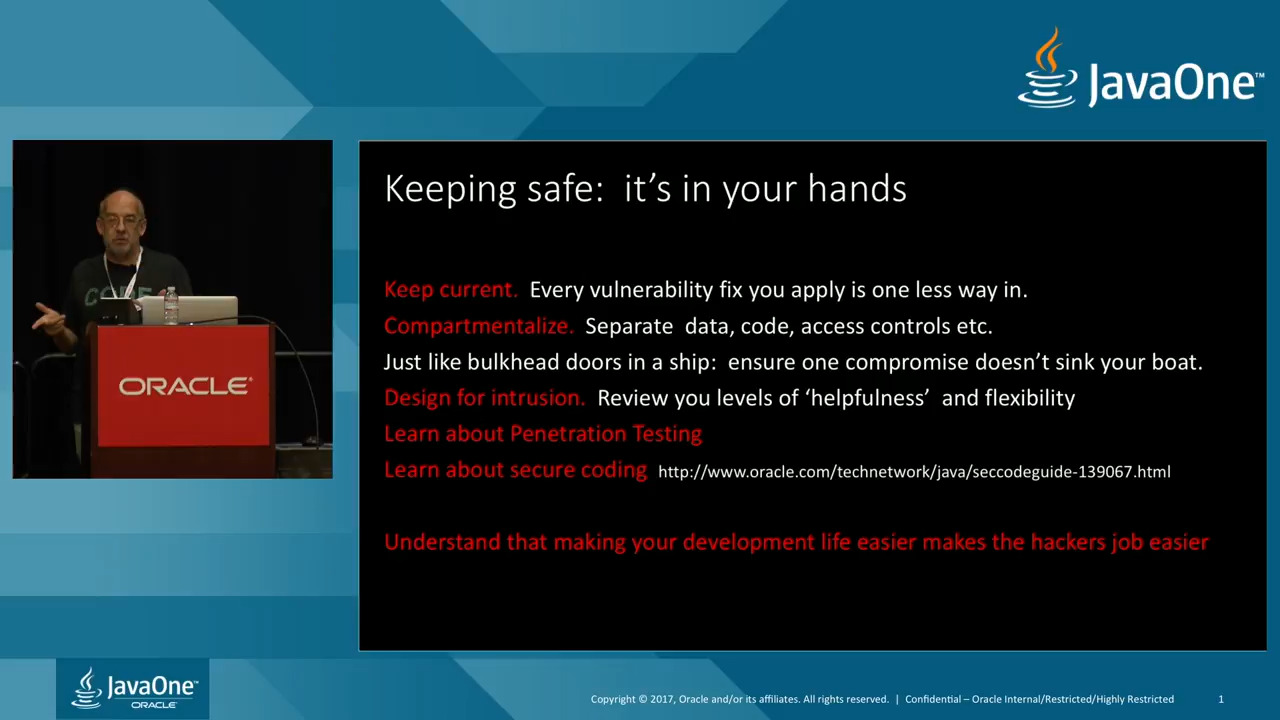 JavaOne™
Keeping safe: it's in your hands
Keep current. Every vulnerability fix you apply is one less way in.
Compartmentalize. Separate data, code, access controls etc.
Just like bulkhead doors in a ship: ensure one compromise doesn't sink your boat.
Design for intrusion. Review you levels of 'helpfulness' and flexibility
Learn about Penetration Testing
Learn about secure coding http://www.oracle.com/technetwork/java/seccodeguide-139067.html
Understand that making your development life easier makes the hackers job easier
ORACLE®
JavaOne™
ORACLE®
Copyright © 2017, Oracle and/or its affiliates. All rights reserved. | Confidential – Oracle Internal/Restricted/Highly Restricted 1